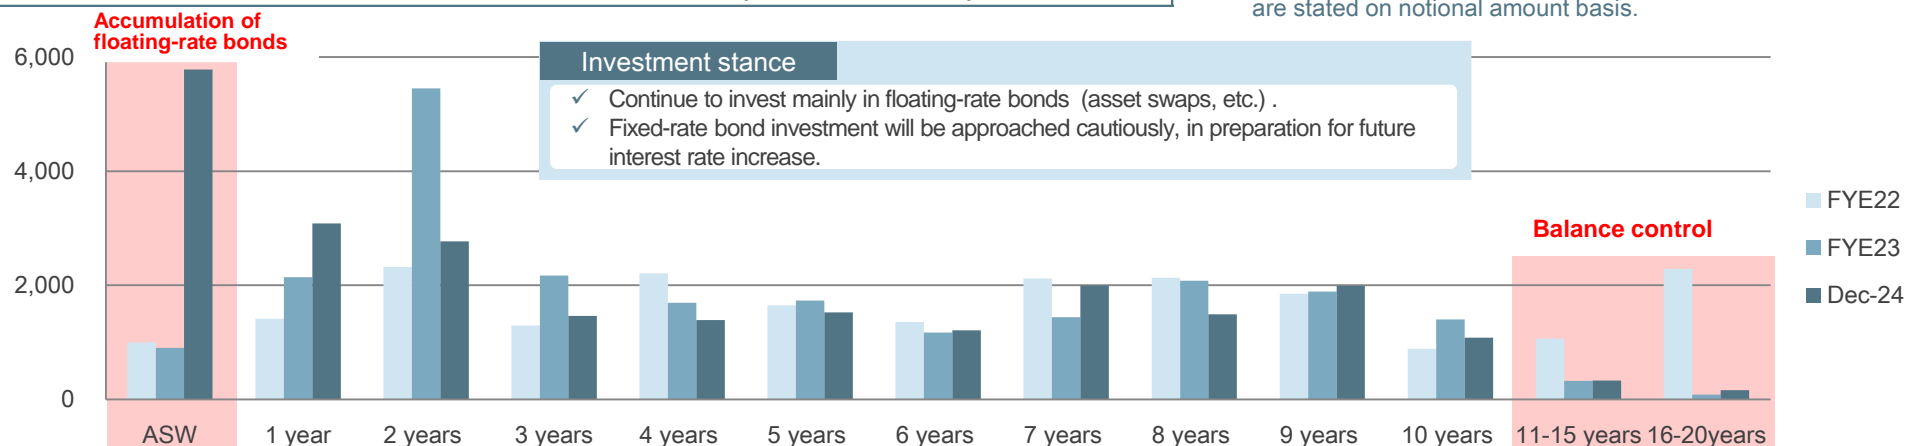 are stated on notional amount basis.
Accumulation of
floating-rate bonds
Investment stance
✓ Continue to invest mainly in floating-rate bonds (asset swaps, etc.) .
✓ Fixed-rate bond investment will be approached cautiously, in preparation for future
interest rate increase.
6,000
4,000
2,000
0
Balance control
FYE22
FYE23
Dec-24
ASW 1 year 2 years 3 years 4 years 5 years 6 years 7 years 8 years 9 years 10 years 11-15 years 16-20years